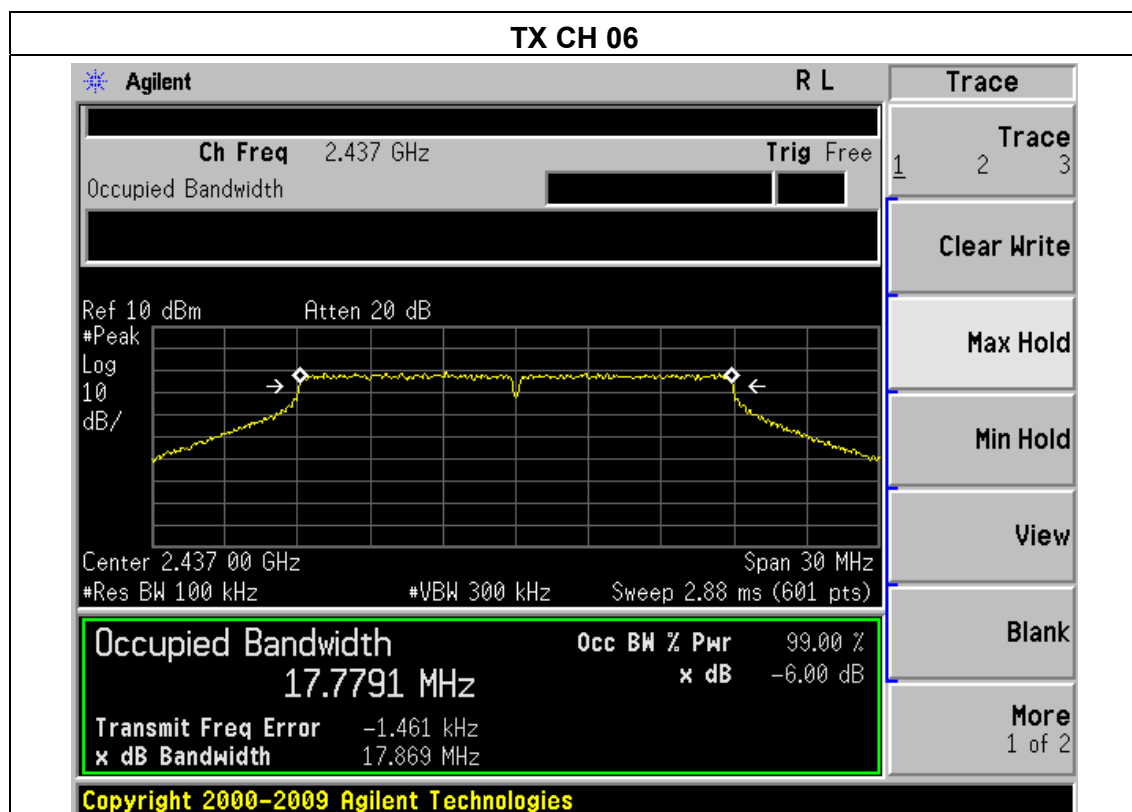 TX CH 06
Agilent R L Trace
Ch Freq 2.437 GHz Trig Free
Occupied Bandwidth
Trace
1 2 3
Clear Write
Max Hold
Min Hold
View
Blank
More
1 of 2
Ref 10 dBm Atten 20 dB
#Peak
Log
10
dB/
Center 2.437 00 GHz Span 30 MHz
#Res BW 100 kHz #VBW 300 kHz Sweep 2.88 ms (601 pts)
Occupied Bandwidth Occ BW % Pwr 99.00 %
17.7791 MHz x dB -6.00 dB
Transmit Freq Error -1.461 kHz
x dB Bandwidth 17.869 MHz
Copyright 2000-2009 Agilent Technologies